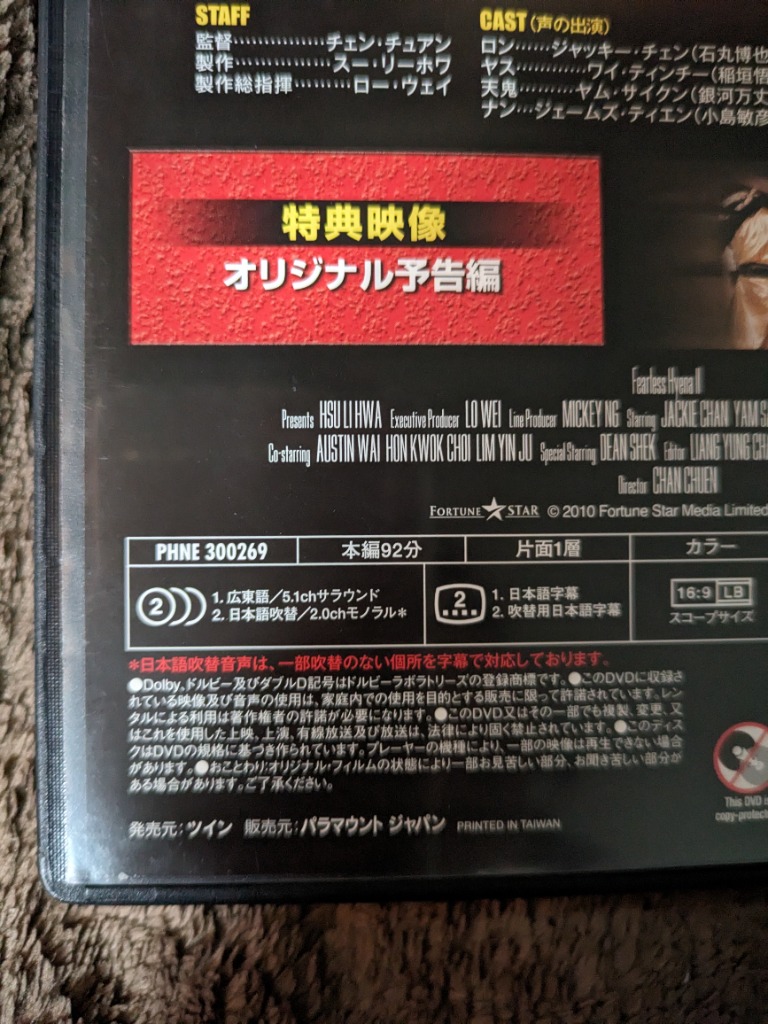 STAFF
監督…………チェン・チュアン
製作…………スー・リーホワ
製作総指揮………ロー・ウェイ
CAST(声の出演)
ロン……ジャッキー・チェン(石丸博也
ヤス…………ワイ・ティンチー(稲垣悟
天鬼…………ヤム・サイクン(銀河万丈
ナン…ジェームズ・ティエン(小島敏彦
特典映像
オリジナル予告編
Fearless Hyena II
Presents HSU LI HWA Executive Producer LO WEI Line Producer MICKEY NG Starring JACKIE CHAN YAM SA
Co-starring AUSTIN WAI HON KWOK CHOI LIM YIN JU Special Starring DEAN SHEK Editor LIANG YUNG CHA
Director CHAN CHUEN
FORTUNE STAR © 2010 Fortune Star Media Limited
PHNE 300269 本編92分 片面1層 カラー
2 1. 広東語/5.1chサラウンド
2. 日本語吹替/2.0chモノラル*
2 1. 日本語字幕
2. 吹替用日本語字幕
16:9 LB
スコープサイズ
*日本語吹替音声は、一部吹替のない個所を字幕で対応しております。
●Dolby、ドルビー及びダブルD記号はドルビーラボラトリーズの登録商標です。●このDVDに収録さ
れている映像及び音声の使用は、家庭内での使用を目的とする販売に限って許諾されています。レン
タルによる利用は著作権者の許諾が必要になります。●このDVD又はその一部でも複製、変更、又
はこれを使用した上映、上演、有線放送及び放送は、法律により固く禁止されています。●このディス
クはDVDの規格に基づき作られています。プレーヤーの機種により、一部の映像は再生できない場合
があります。●おことわり:オリジナル・フィルムの状態により一部お見苦しい部分、お聞き苦しい部分が
ある場合があります。ご了承ください。
This DVD is
copy-protecte
発売元:ツイン 販売元:パラマウント ジャパン PRINTED IN TAIWAN